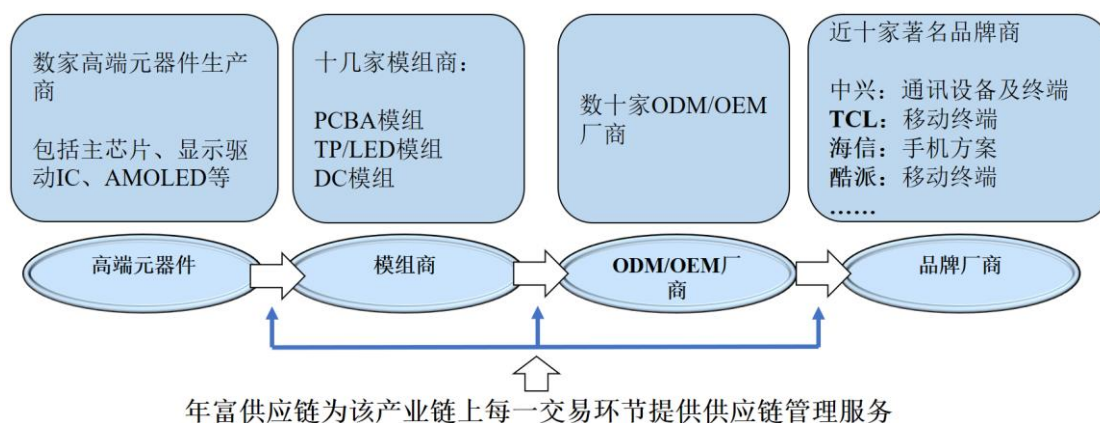 数家高端元器件生产
商
包括主芯片、显示驱
动IC、AMOLED等
十几家模组商：
PCBA模组
TP/LED模组
DC模组
数十家ODM/OEM
厂商
近十家著名品牌商
中兴：通讯设备及终端
TCL：移动终端
海信：手机方案
酷派：移动终端
……
高端元器件
模组商
ODM/OEM厂
商
品牌厂商
年富供应链为该产业链上每一交易环节提供供应链管理服务